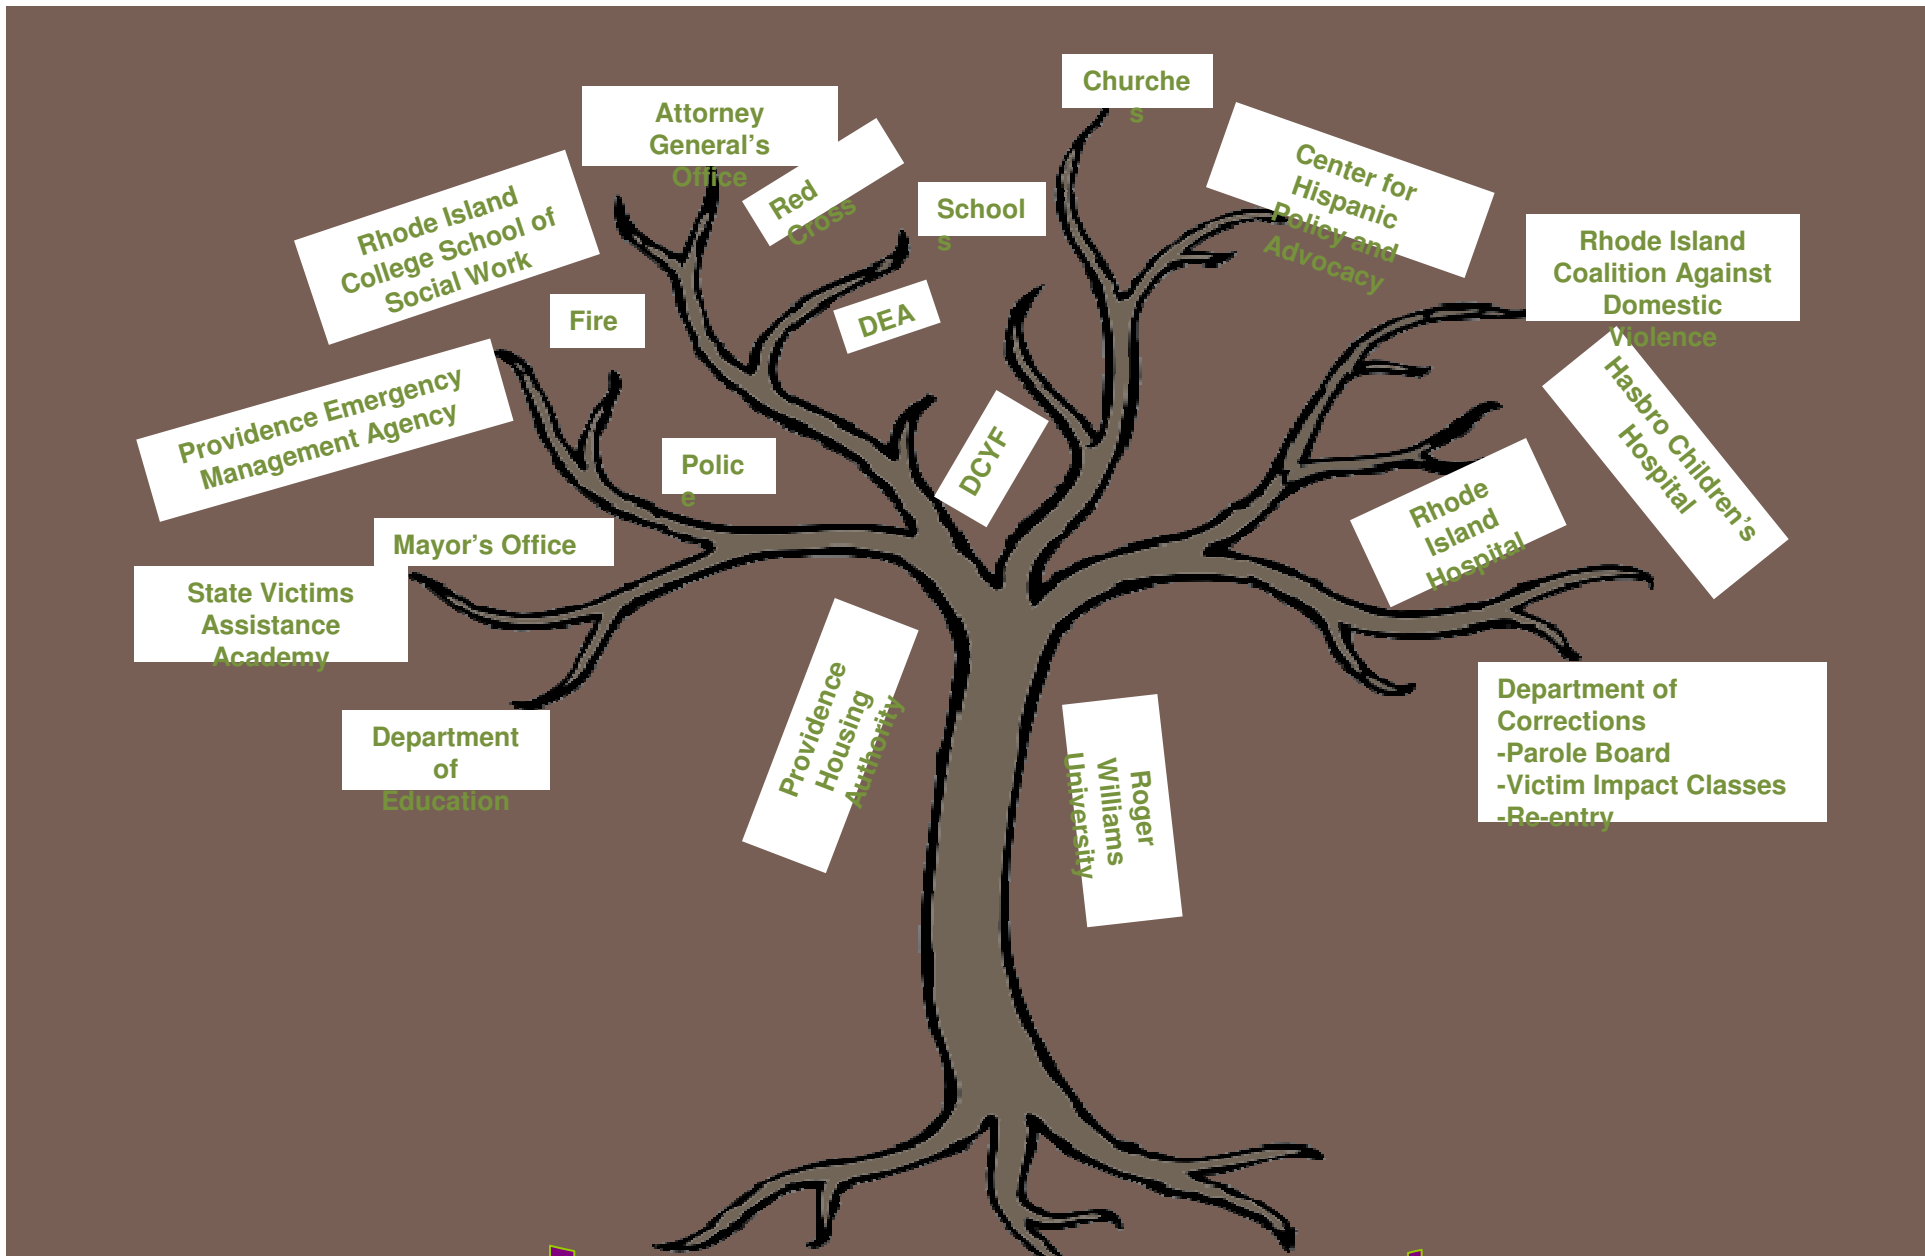 Churche
s
Attorney
General's
Office
Red
Cross
School
s
Center for
Hispanic
Policy and
Advocacy
Rhode Island
College School of
Social Work
Rhode Island
Coalition Against
Domestic
Violence
Fire
DEA
Providence Emergency
Management Agency
Polic
e
DCYF
Hasbro Children's
Hospital
Rhode
Island
Hospital
Mayor's Office
State Victims
Assistance
Academy
Department
of
Education
Providence
Housing
Authority
Roger
Williams
University
Department of
Corrections
-Parole Board
-Victim Impact Classes
-Re-entry